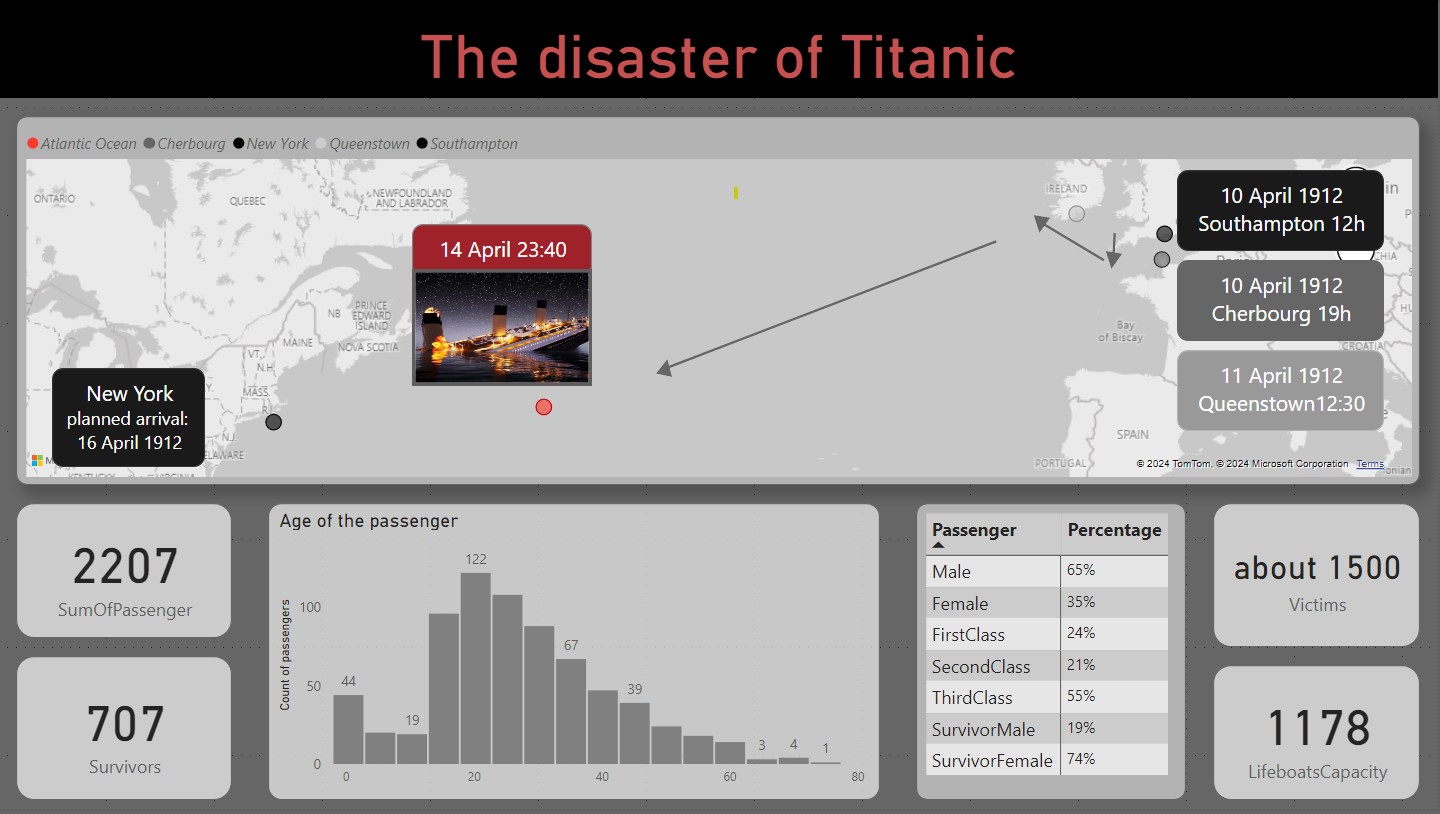 The disaster of Titanic
Atlantic Ocean Cherbourg New York Queenstown Southampton
ONTARIO
QUEBEC
NEWFOUNDLAND
AND LABRADOR
IRELAND
10 April 1912
Southampton 12h
14 April 23:40
10 April 1912
Cherbourg 19h
PRINCE
EDWARD
ISLAND
NB
MAINE
NOVA SCOTIA
VT.
N.H.
MASS.
Bay
of Biscay
CROATIA
11 April 1912
Queenstown12:30
New York
planned arrival:
16 April 1912
N.J.
SPAIN
PORTUGAL
© 2024 TomTom, © 2024 Microsoft Corporation Terms
2207
SumOfPassenger
707
Survivors
Age of the passenger
Count of passengers
100
50
0
44
19
122
67
39
3
4
1
0
20
40
60
80
Passenger Percentage
Male 65%
Female 35%
FirstClass 24%
SecondClass 21%
ThirdClass 55%
SurvivorMale 19%
SurvivorFemale 74%
about 1500
Victims
1178
LifeboatsCapacity